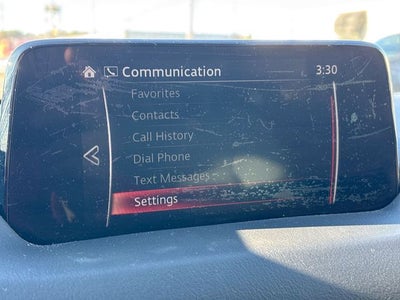 Communication 3:30
Favorites
Contacts
Call History
Dial Phone
Text Messages
Settings